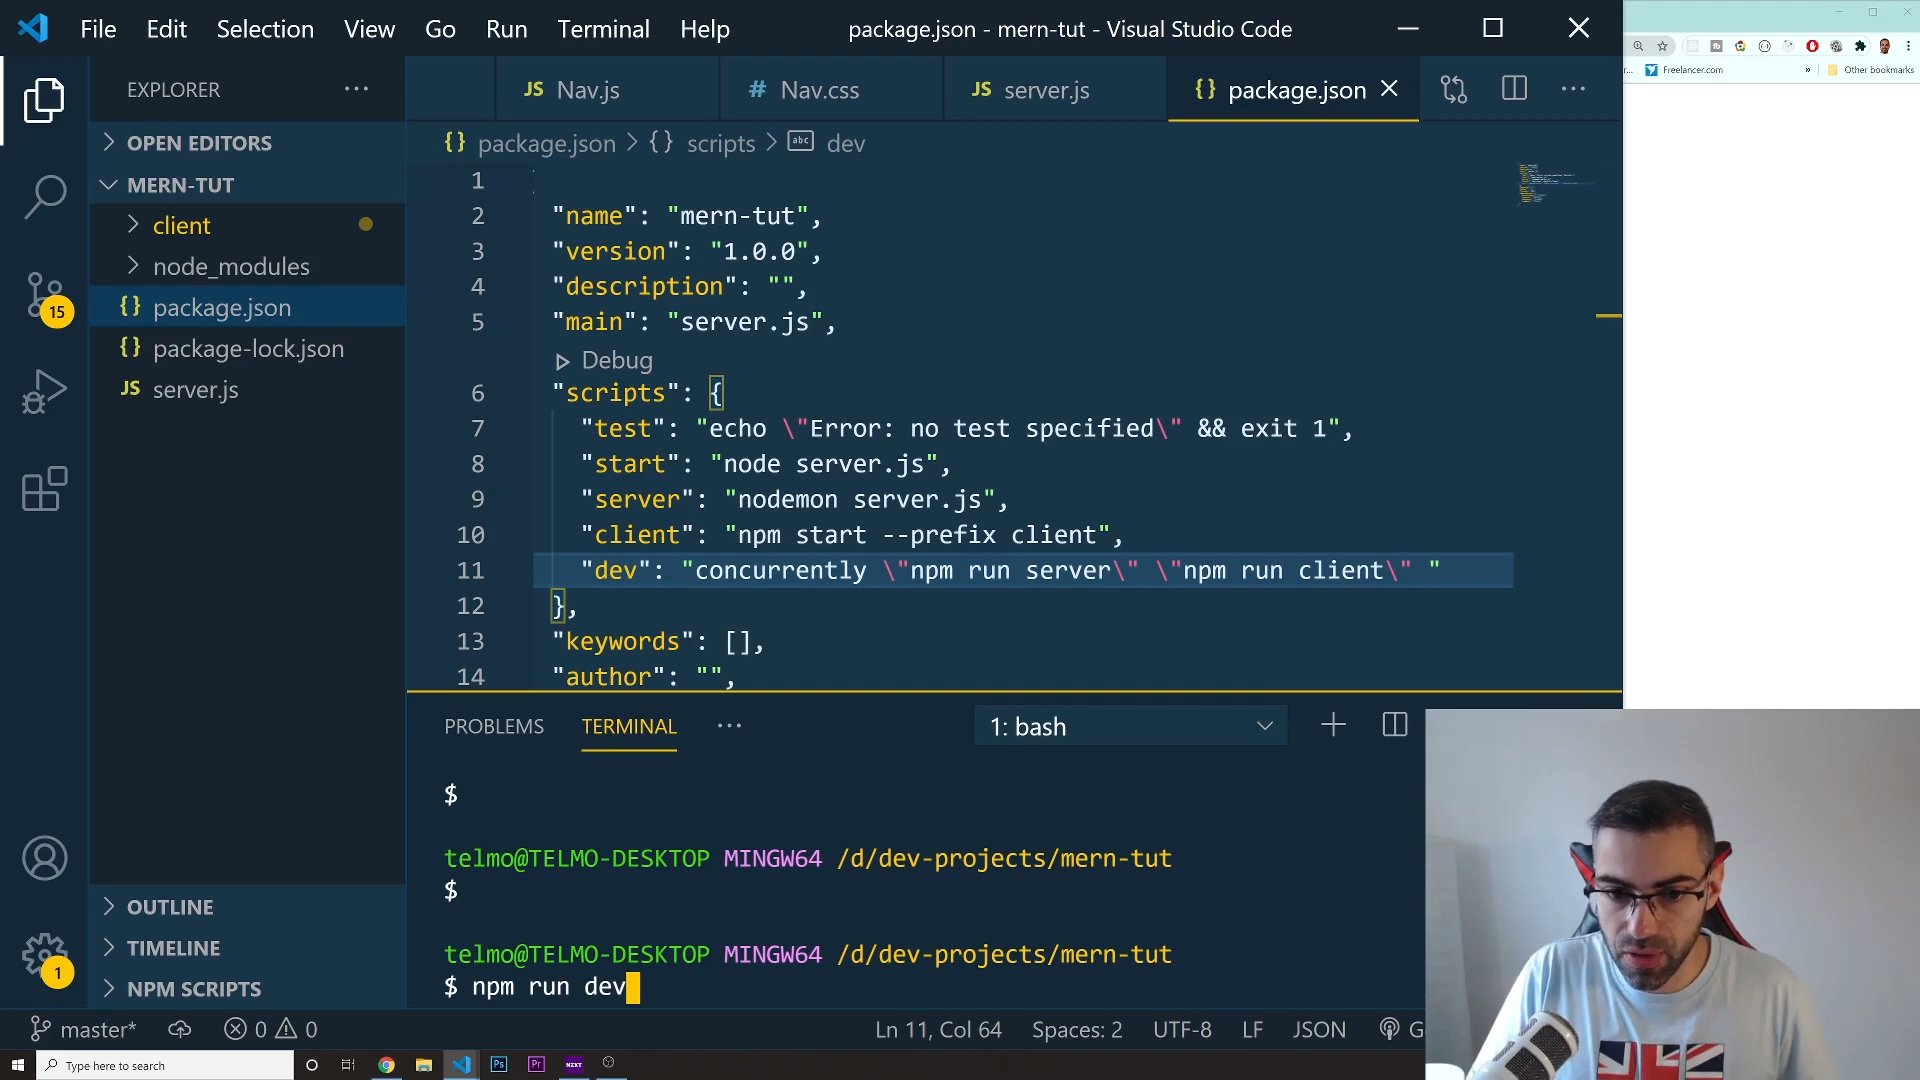 File Edit Selection View Go Run Terminal Help
package.json - mern-tut - Visual Studio Code
EXPLORER
OPEN EDITORS
MERN-TUT
client
node_modules
package.json
package-lock.json
server.js
OUTLINE
TIMELINE
NPM SCRIPTS
15
1
JS Nav.js
# Nav.css
JS server.js
{} package.json
{} package.json > {} scripts > abc dev
1
2 "name": "mern-tut",
3 "version": "1.0.0",
4 "description": "",
5 "main": "server.js",
Debug
6 "scripts": {
7 "test": "echo \"Error: no test specified\" && exit 1",
8 "start": "node server.js",
9 "server": "nodemon server.js",
10 "client": "npm start --prefix client",
11 "dev": "concurrently \"npm run server\" \"npm run client\" "
12 },
13 "keywords": [],
14 "author": "",
PROBLEMS TERMINAL
1: bash
$
telmo@TELMO-DESKTOP MINGW64 /d/dev-projects/mern-tut
$
telmo@TELMO-DESKTOP MINGW64 /d/dev-projects/mern-tut
$ npm run dev
master* 0 0
Ln 11, Col 64 Spaces: 2 UTF-8 LF JSON G
Freelancer.com
» Other bookmarks
Type here to search
Ps
Pr
NZXT